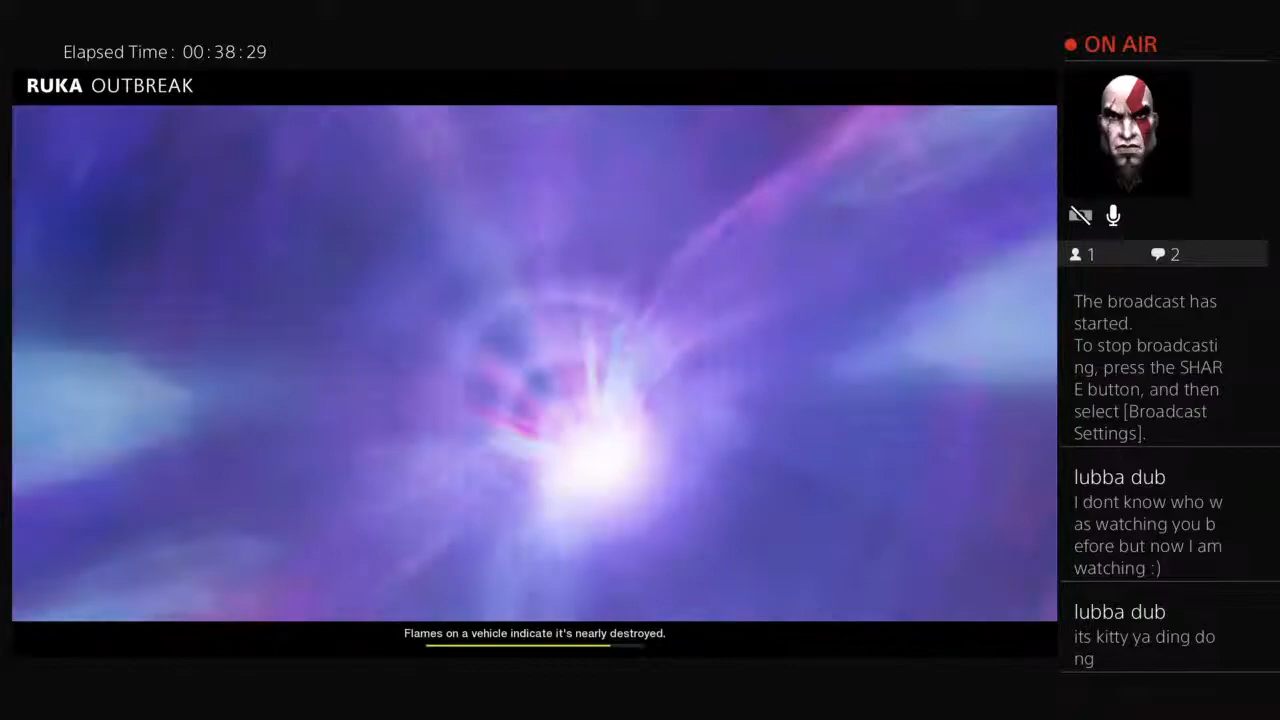 Elapsed Time: 00:38:29
RUKA OUTBREAK
Flames on a vehicle indicate it's nearly destroyed.
ON AIR
1 2
The broadcast has
started.
To stop broadcasti
ng, press the SHAR
E button, and then
select [Broadcast
Settings].
lubba dub
I dont know who w
as watching you b
efore but now I am
watching :)
lubba dub
its kitty ya ding do
ng